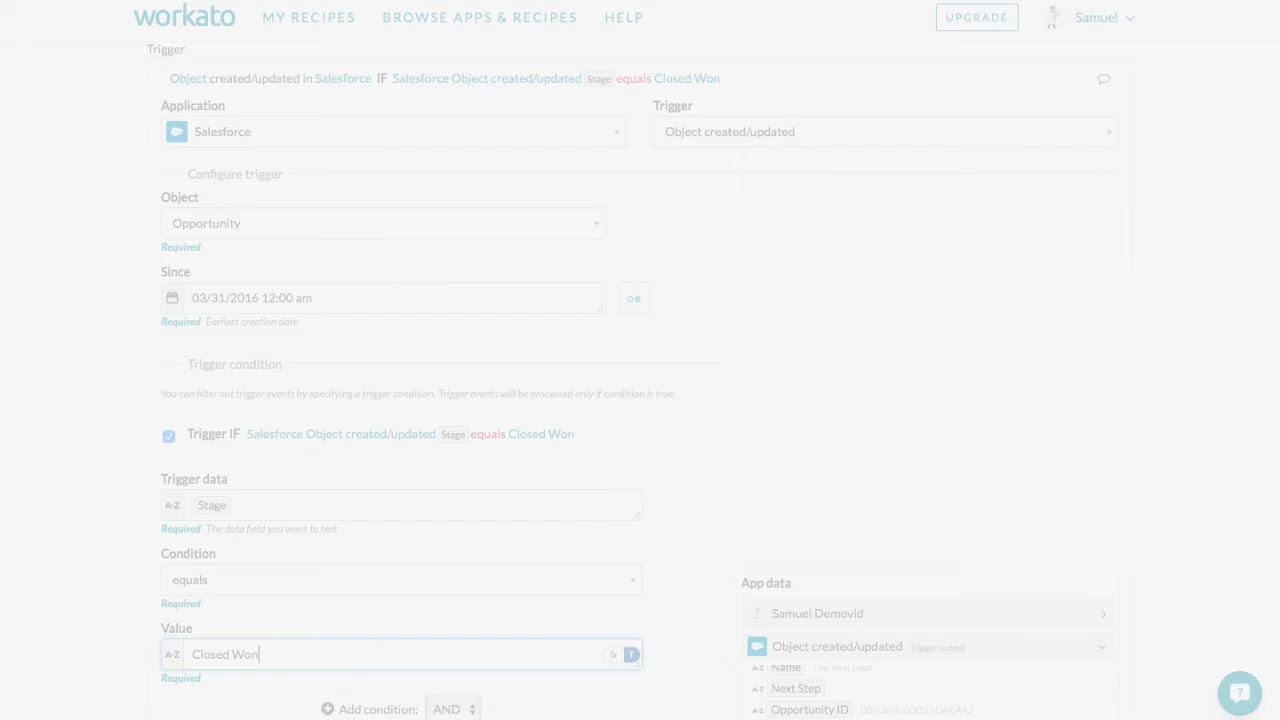 workato MY RECIPES BROWSE APPS & RECIPES HELP UPGRADE Samuel
Trigger
Object created/updated in Salesforce IF Salesforce Object created/updated Stage equals Closed Won
Application Trigger
Salesforce Object created/updated
Configure trigger
Object
Opportunity
Required
Since
03/31/2016 12:00 am
Required Earliest creation date
Trigger condition
You can filter out trigger events by specifying a trigger condition. Trigger events will be processed only if condition is true.
Trigger IF Salesforce Object created/updated Stage equals Closed Won
Trigger data
A-Z Stage
Required The data field you want to test
Condition
equals
Required
App data
Value
Samuel Demovid
A-Z Closed Won fx T
Object created/updated Trigger output
A-Z Name
Required
A-Z Next Step
Add condition: AND
A-Z Opportunity ID